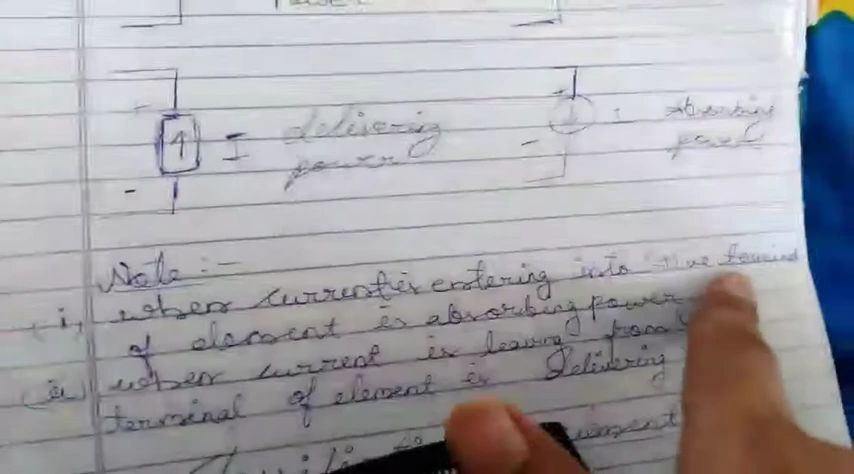 Power
I delivering
power
absorbing
power
Note :-
(i) when current is entering into +ve terminal
of element is absorbing power
(ii) when current is leaving from
terminal of element is delivering